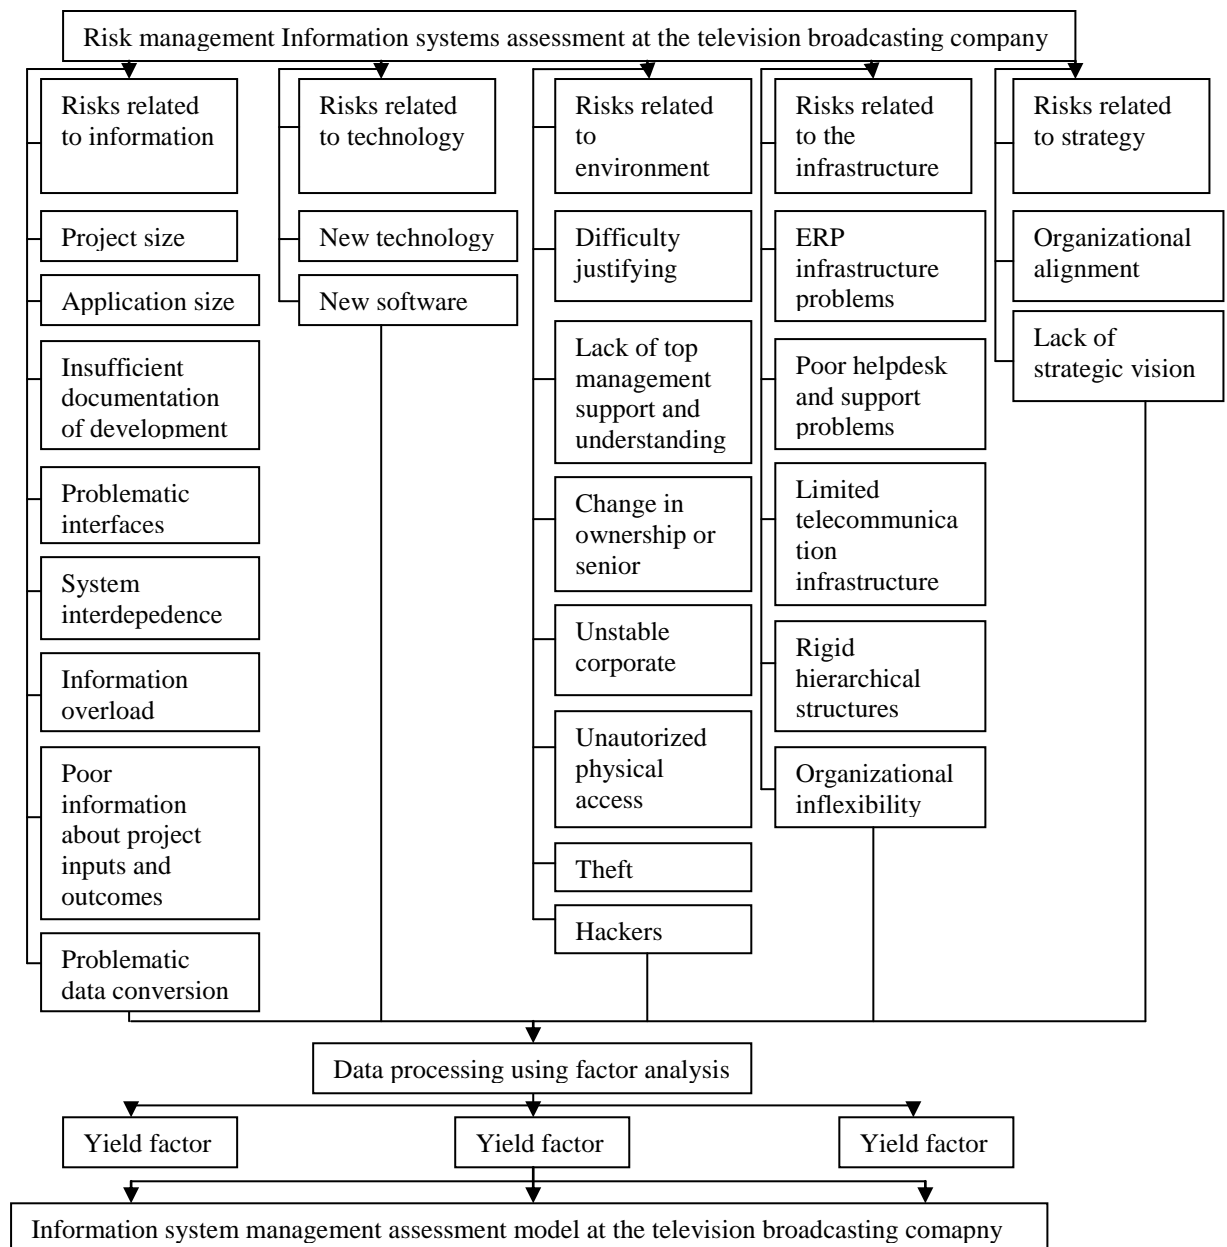 Risk management Information systems assessment at the television broadcasting company
Risks related
to information
Project size
Application size
Insufficient
documentation
of development
Problematic
interfaces
System
interdepedence
Information
overload
Poor
information
about project
inputs and
outcomes
Problematic
data conversion
Risks related
to technology
New technology
New software
Risks related
to
environment
Difficulty
justifying
Lack of top
management
support and
understanding
Change in
ownership or
senior
Unstable
corporate
Unautorized
physical
access
Theft
Hackers
Risks related
to the
infrastructure
ERP
infrastructure
problems
Poor helpdesk
and support
problems
Limited
telecommunica
tion
infrastructure
Rigid
hierarchical
structures
Organizational
inflexibility
Risks related
to strategy
Organizational
alignment
Lack of
strategic vision
Data processing using factor analysis
Yield factor
Yield factor
Yield factor
Information system management assessment model at the television broadcasting comapny